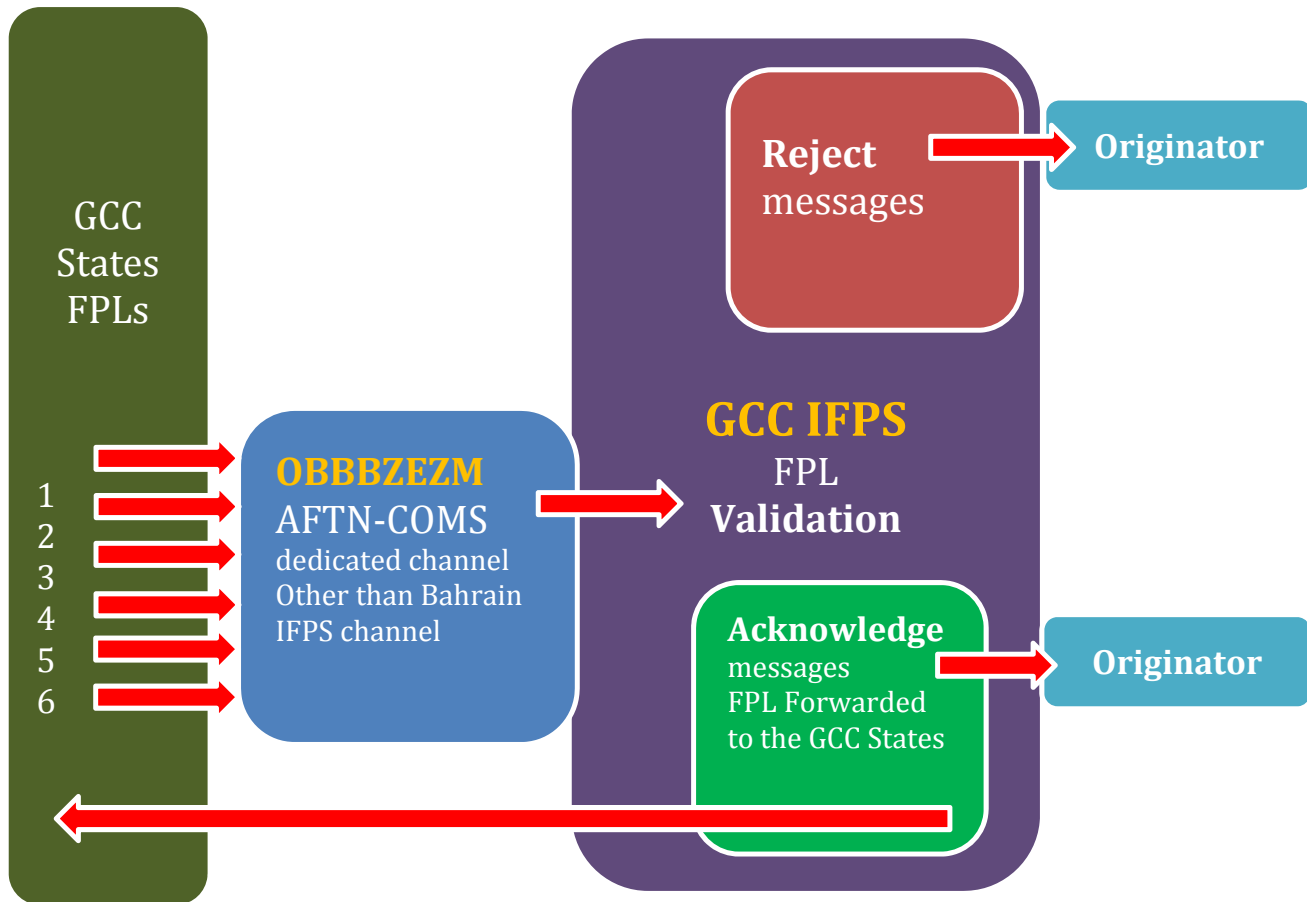 GCC
States
FPLs
1
2
3
4
5
6
OBBBZEZM
AFTN-COMS
dedicated channel
Other than Bahrain
IFPS channel
GCC IFPS
FPL
Validation
Reject
messages
Originator
Acknowledge
messages
FPL Forwarded
to the GCC States
Originator